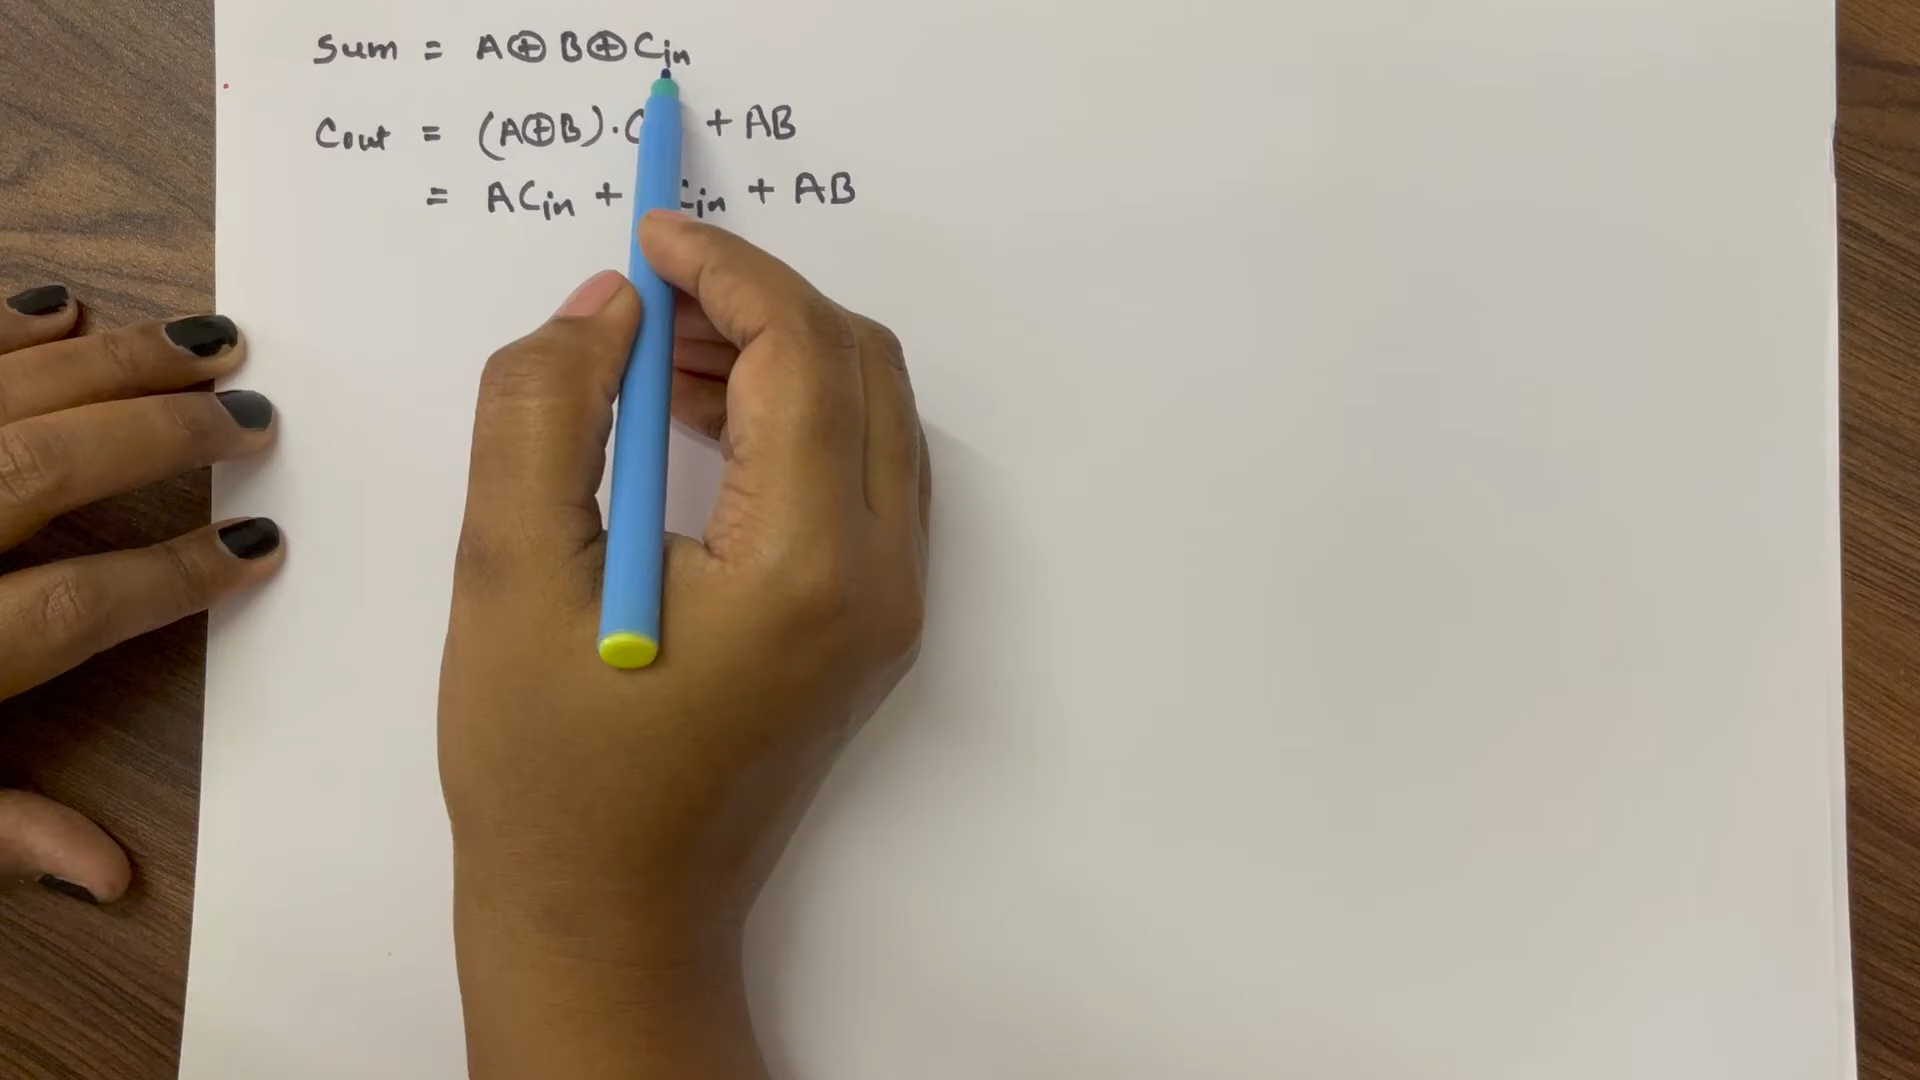 Sum = A⊕B⊕Cin
Cout = (A⊕B)·C + AB
= ACin + Cin + AB